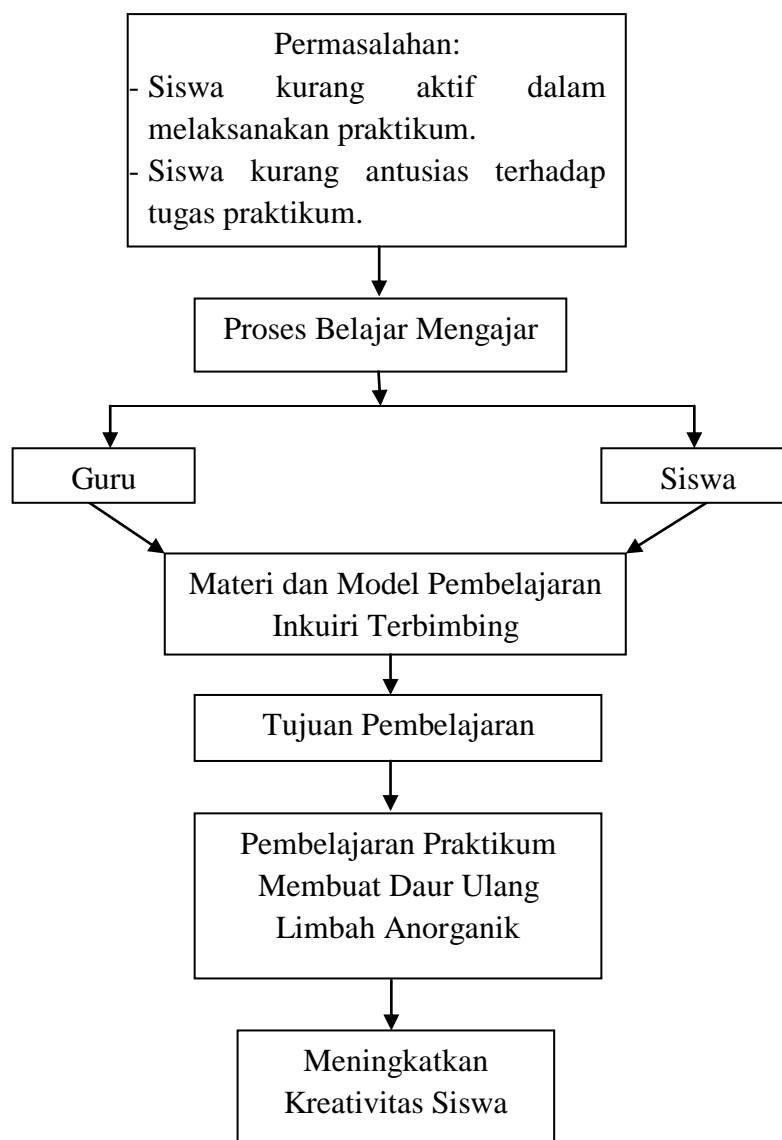 Permasalahan:
- Siswa kurang aktif dalam
melaksanakan praktikum.
- Siswa kurang antusias terhadap
tugas praktikum.
Proses Belajar Mengajar
Guru
Siswa
Materi dan Model Pembelajaran
Inkuiri Terbimbing
Tujuan Pembelajaran
Pembelajaran Praktikum
Membuat Daur Ulang
Limbah Anorganik
Meningkatkan
Kreativitas Siswa